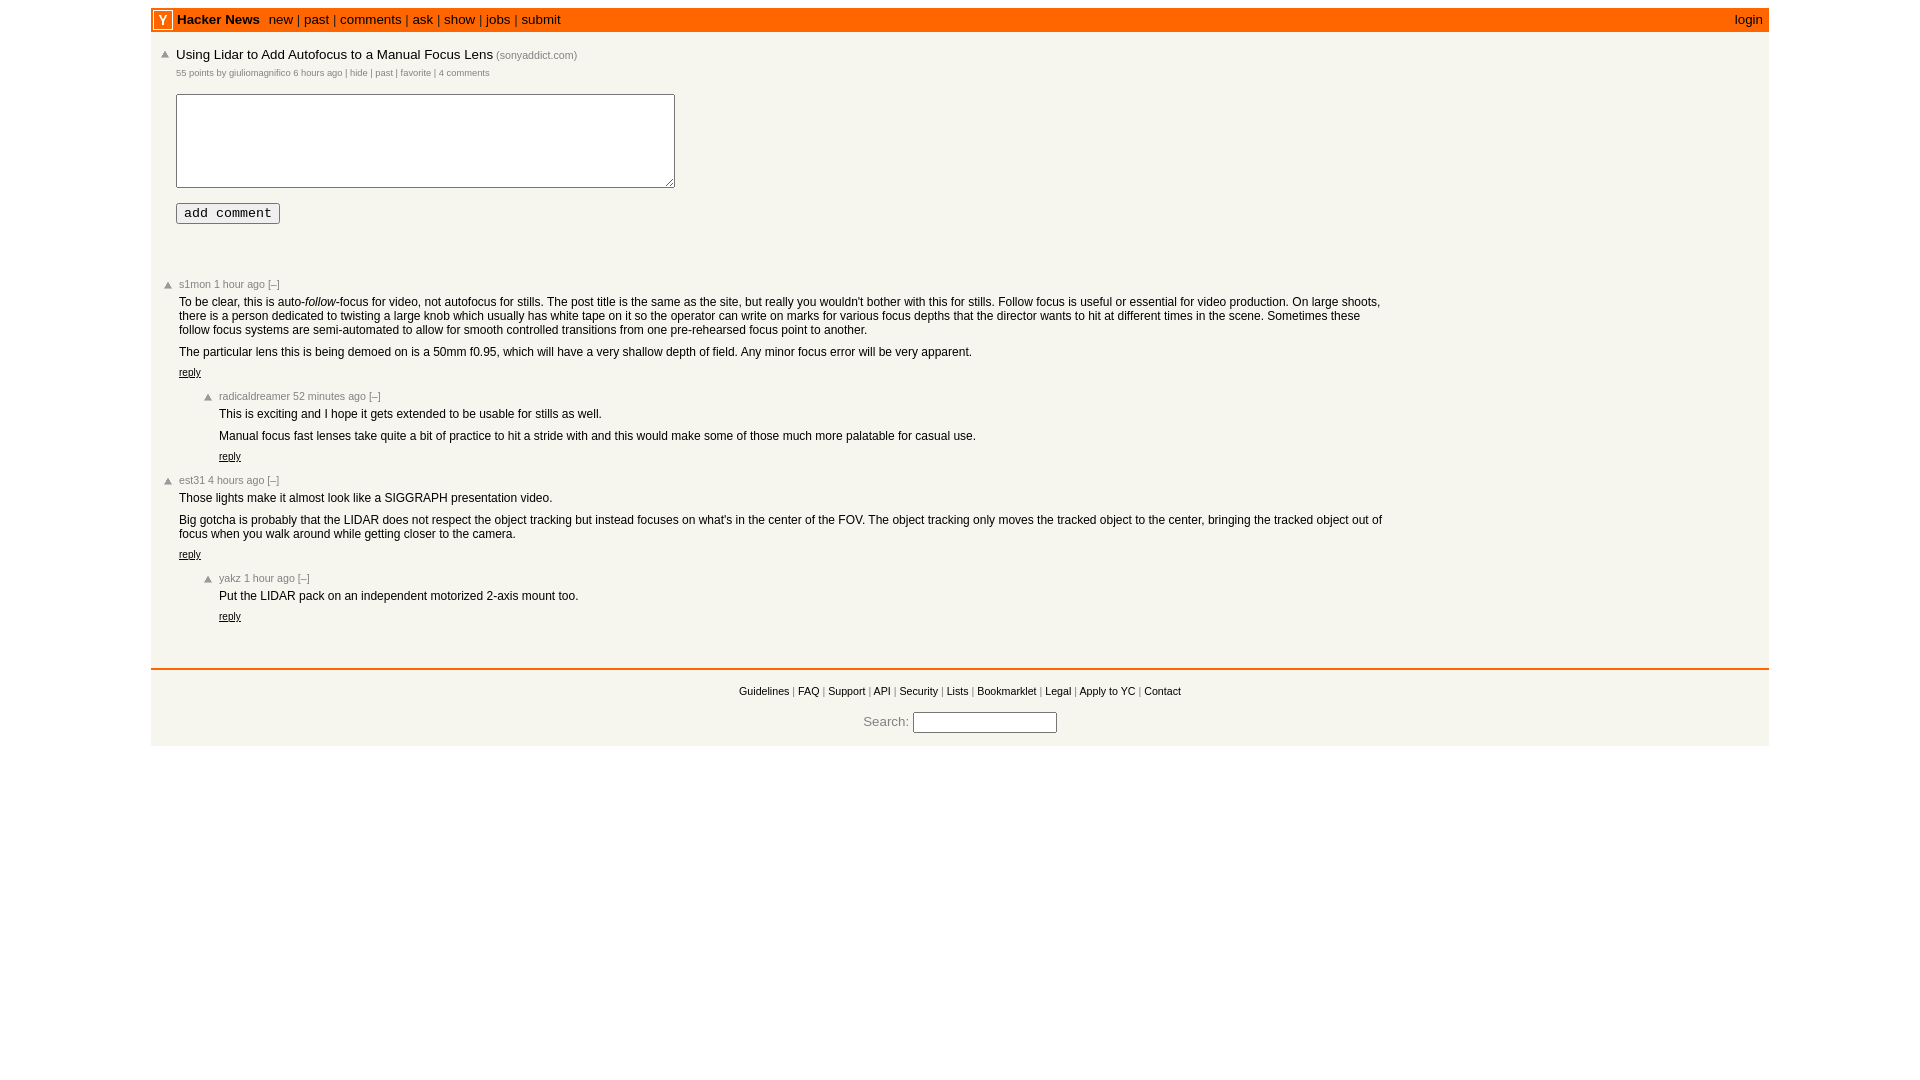 Y Hacker News new | past | comments | ask | show | jobs | submit login
Using Lidar to Add Autofocus to a Manual Focus Lens (sonyaddict.com)
55 points by giuliomagnifico 6 hours ago | hide | past | favorite | 4 comments
add comment
s1mon 1 hour ago [–]
To be clear, this is auto-follow-focus for video, not autofocus for stills. The post title is the same as the site, but really you wouldn't bother with this for stills. Follow focus is useful or essential for video production. On large shoots,
there is a person dedicated to twisting a large knob which usually has white tape on it so the operator can write on marks for various focus depths that the director wants to hit at different times in the scene. Sometimes these
follow focus systems are semi-automated to allow for smooth controlled transitions from one pre-rehearsed focus point to another.
The particular lens this is being demoed on is a 50mm f0.95, which will have a very shallow depth of field. Any minor focus error will be very apparent.
reply
radicaldreamer 52 minutes ago [–]
This is exciting and I hope it gets extended to be usable for stills as well.
Manual focus fast lenses take quite a bit of practice to hit a stride with and this would make some of those much more palatable for casual use.
reply
est31 4 hours ago [–]
Those lights make it almost look like a SIGGRAPH presentation video.
Big gotcha is probably that the LIDAR does not respect the object tracking but instead focuses on what's in the center of the FOV. The object tracking only moves the tracked object to the center, bringing the tracked object out of
focus when you walk around while getting closer to the camera.
reply
yakz 1 hour ago [–]
Put the LIDAR pack on an independent motorized 2-axis mount too.
reply
Guidelines | FAQ | Support | API | Security | Lists | Bookmarklet | Legal | Apply to YC | Contact
Search: